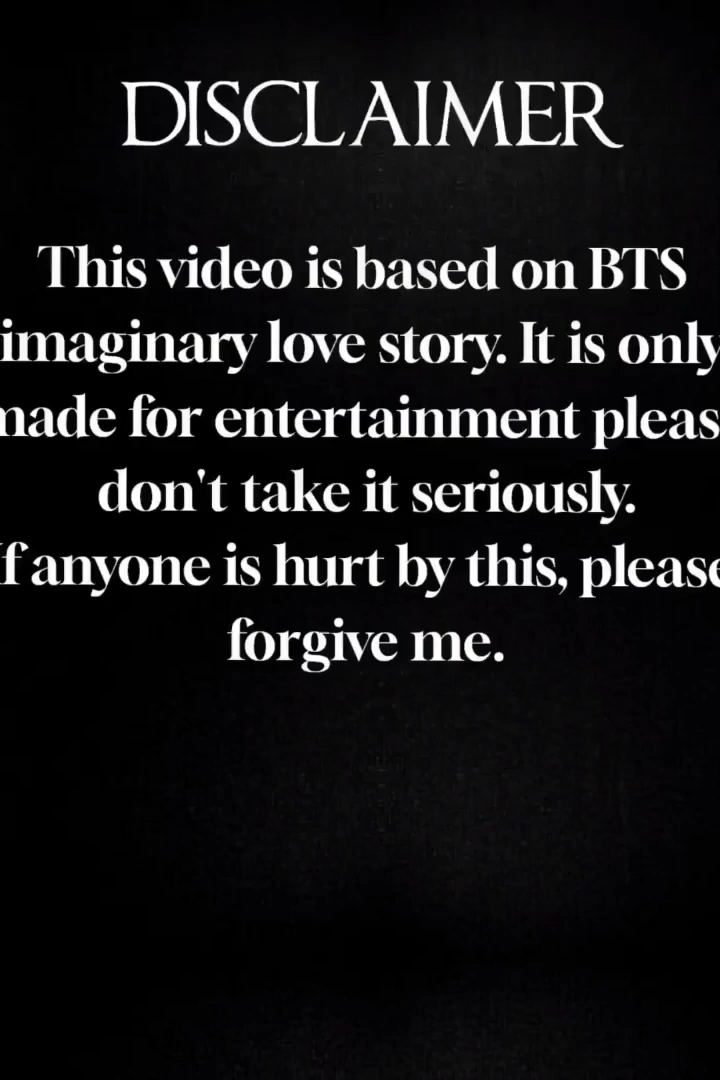 DISCLAIMER
This video is based on BTS
imaginary love story. It is only
made for entertainment pleas
don't take it seriously.
If anyone is hurt by this, please
forgive me.